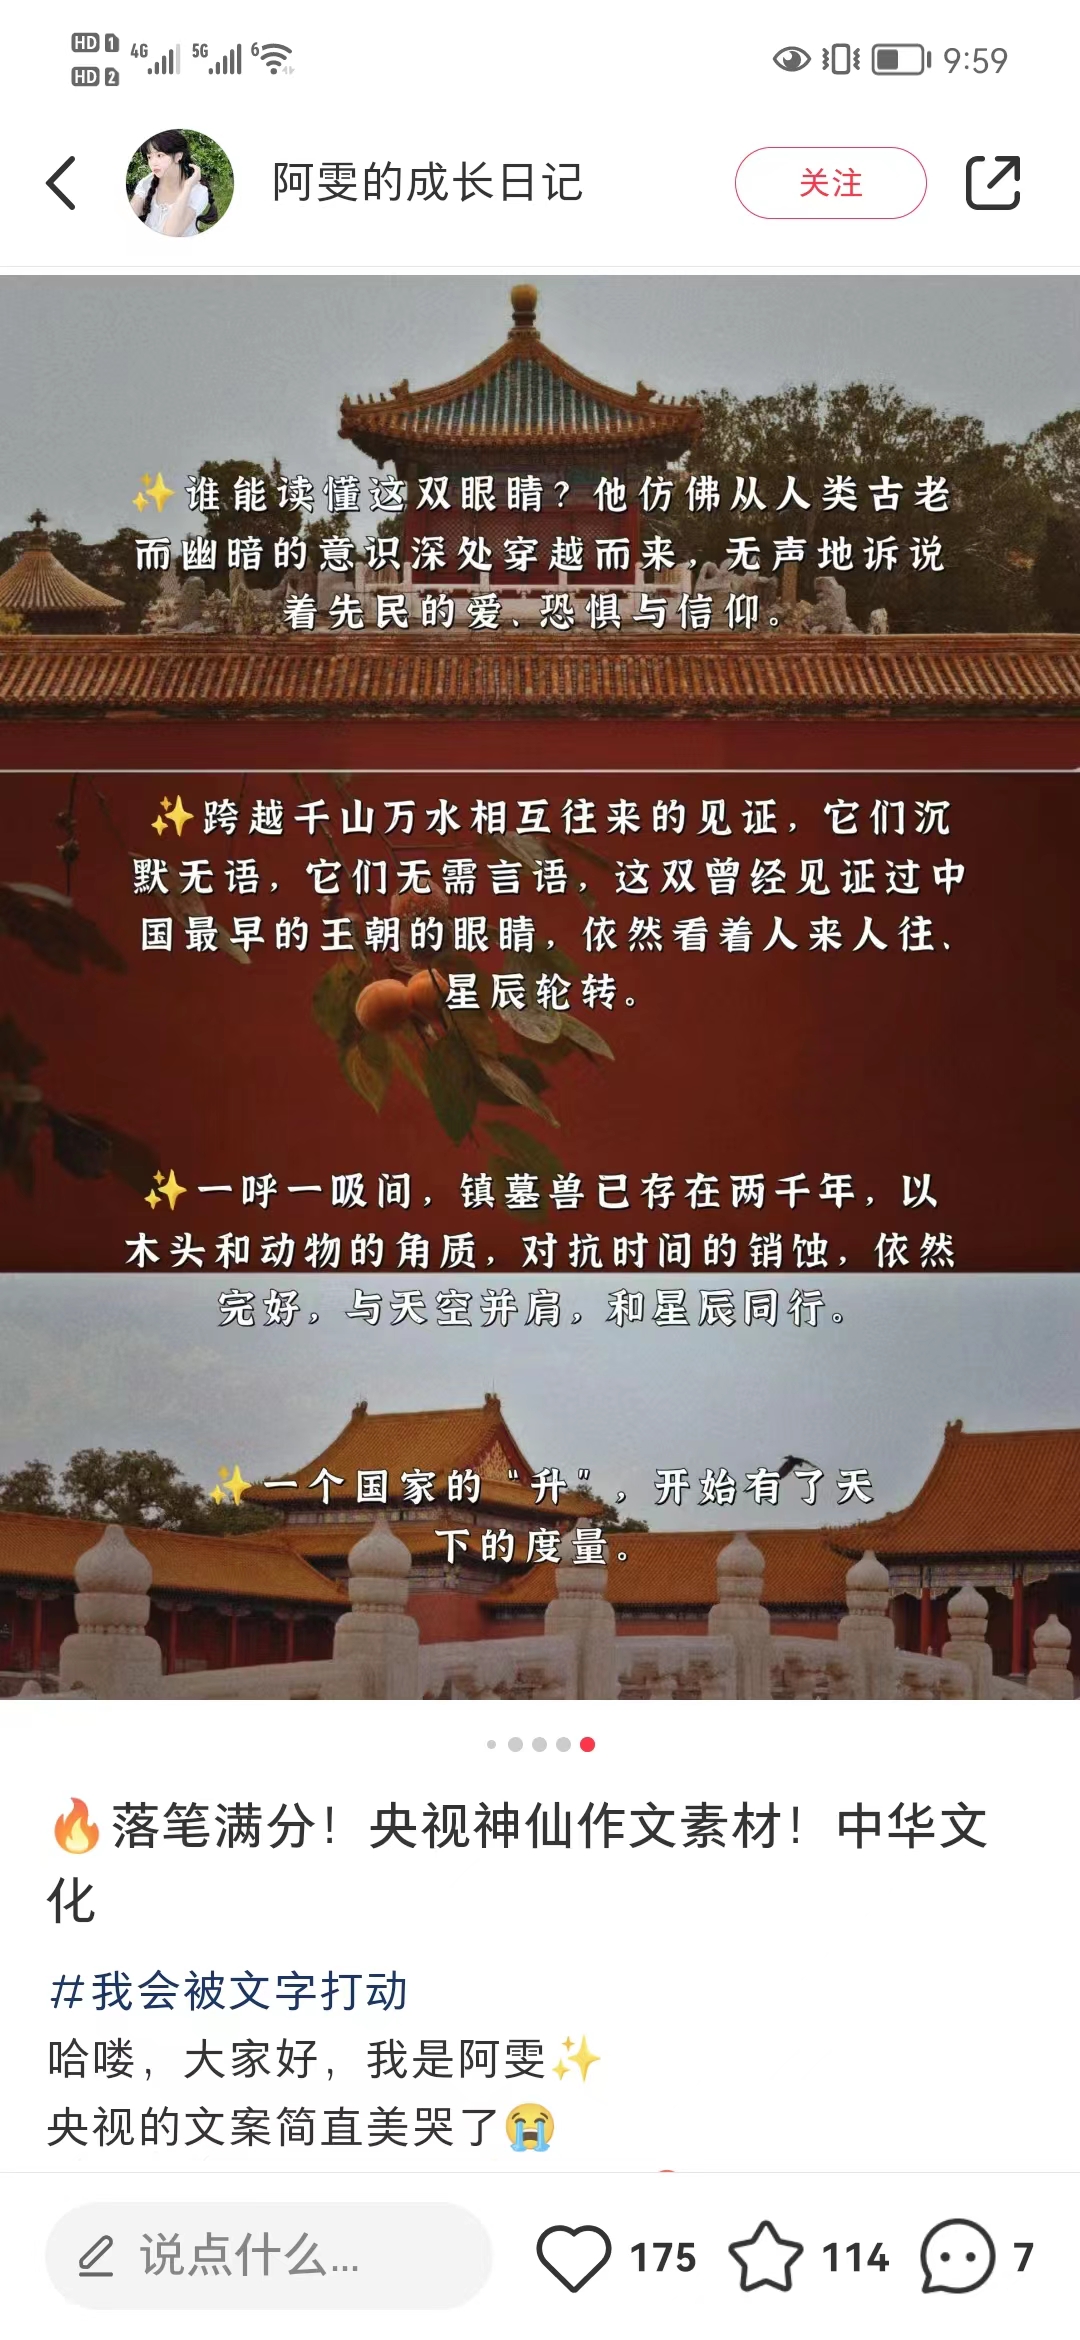 HD 1 4G 5G 6 9:59
HD 2
阿雯的成长日记 关注
✨谁能读懂这双眼睛？他仿佛从人类古老
而幽暗的意识深处穿越而来，无声地诉说
着先民的爱、恐惧与信仰。
✨跨越千山万水相互往来的见证，它们沉
默无语，它们无需言语，这双曾经见证过中
国最早的王朝的眼睛，依然看着人来人往、
星辰轮转。
✨一呼一吸间，镇墓兽已存在两千年，以
木头和动物的角质，对抗时间的销蚀，依然
完好，与天空并肩，和星辰同行。
✨一个国家的“升”，开始有了天
下的度量。
🔥落笔满分！央视神仙作文素材！中华文
化
#我会被文字打动
哈喽，大家好，我是阿雯✨
央视的文案简直美哭了😭
说点什么... 175 114 7